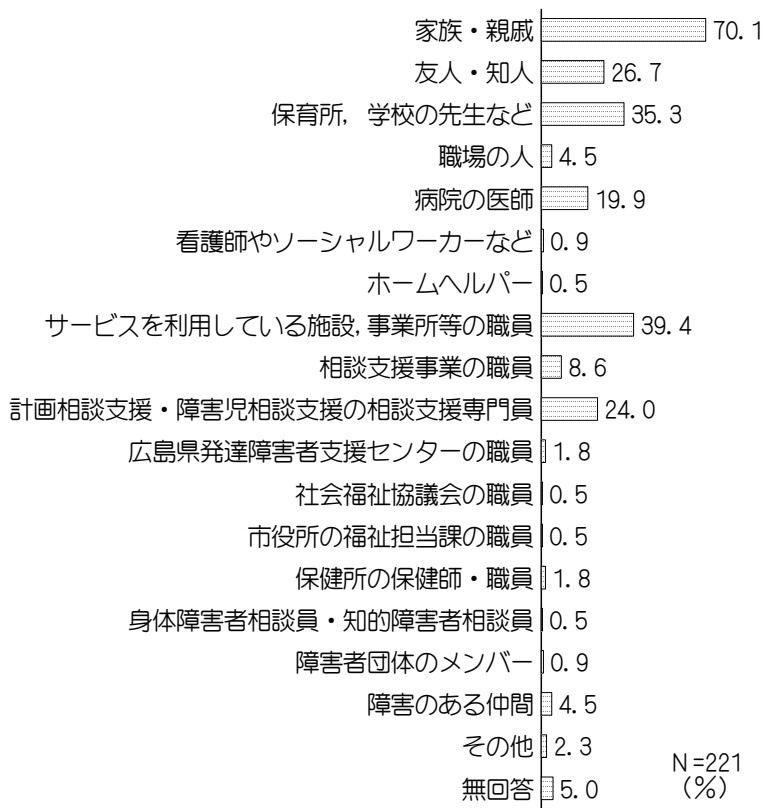 家族・親戚 70.1
友人・知人 26.7
保育所,学校の先生など 35.3
職場の人 4.5
病院の医師 19.9
看護師やソーシャルワーカーなど 0.9
ホームヘルパー 0.5
サービスを利用している施設,事業所等の職員 39.4
相談支援事業の職員 8.6
計画相談支援・障害児相談支援の相談支援専門員 24.0
広島県発達障害者支援センターの職員 1.8
社会福祉協議会の職員 0.5
市役所の福祉担当課の職員 0.5
保健所の保健師・職員 1.8
身体障害者相談員・知的障害者相談員 0.5
障害者団体のメンバー 0.9
障害のある仲間 4.5
その他 2.3
無回答 5.0
N=221
(%)